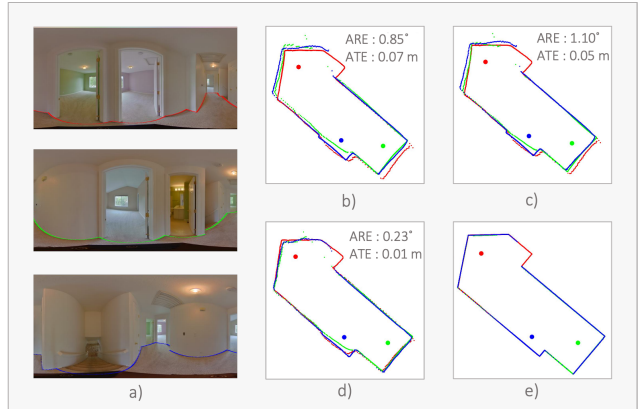 ARE : 0.85°
ATE : 0.07 m
ARE : 1.10°
ATE : 0.05 m
b)
c)
ARE : 0.23°
ATE : 0.01 m
a)
d)
e)